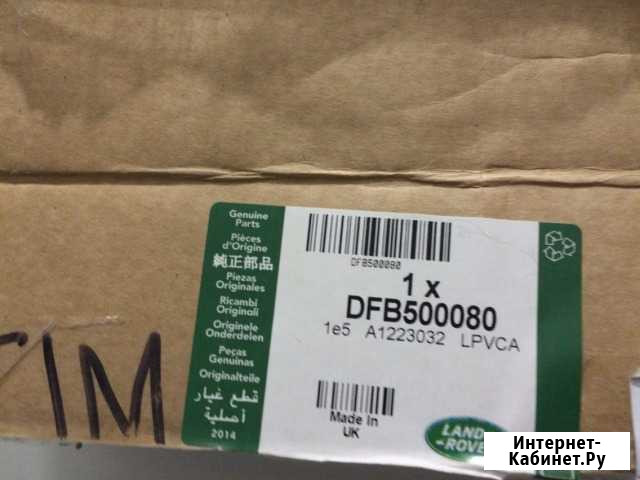 Genuine
Parts
Pièces
d'Origine
純正部品
Piezas
Originales
Ricambi
Originali
Originele
Onderdelen
Peças
Genuínas
Originalteile
قطع غيار
أصلية
2014
DFB500080
1 x
DFB500080
1e5 A1223032 LPVCA
Made In
UK
LAND
-ROVER
IM
Интернет-
Кабинет.Ру